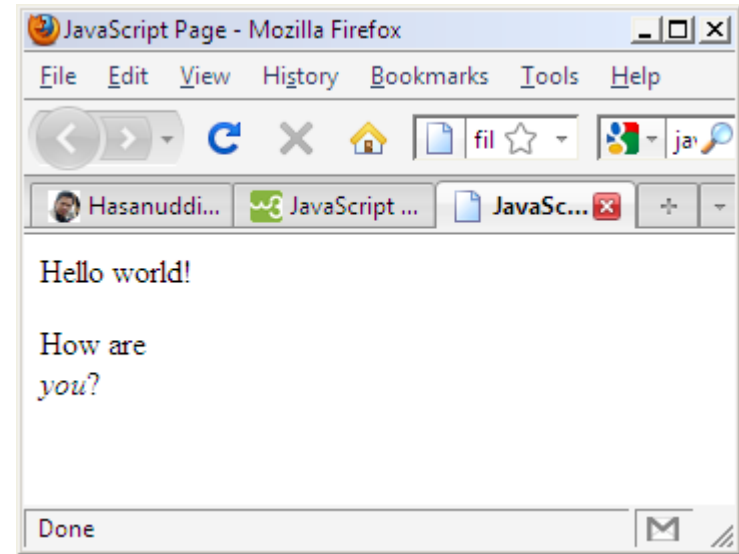 JavaScript Page - Mozilla Firefox
File Edit View History Bookmarks Tools Help
fil
Hasanuddi... JavaScript ... JavaSc...
Hello world!
How are
you?
Done